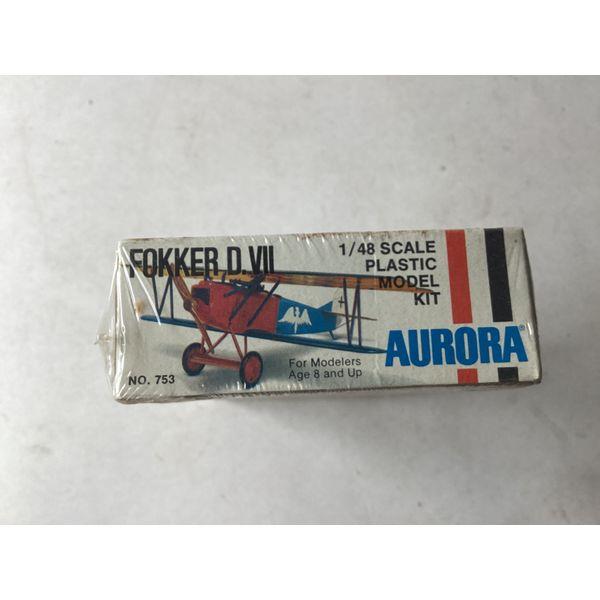 FOKKER D. VII
1/48 SCALE
PLASTIC
MODEL
KIT
AURORA®
For Modelers
Age 8 and Up
NO. 753